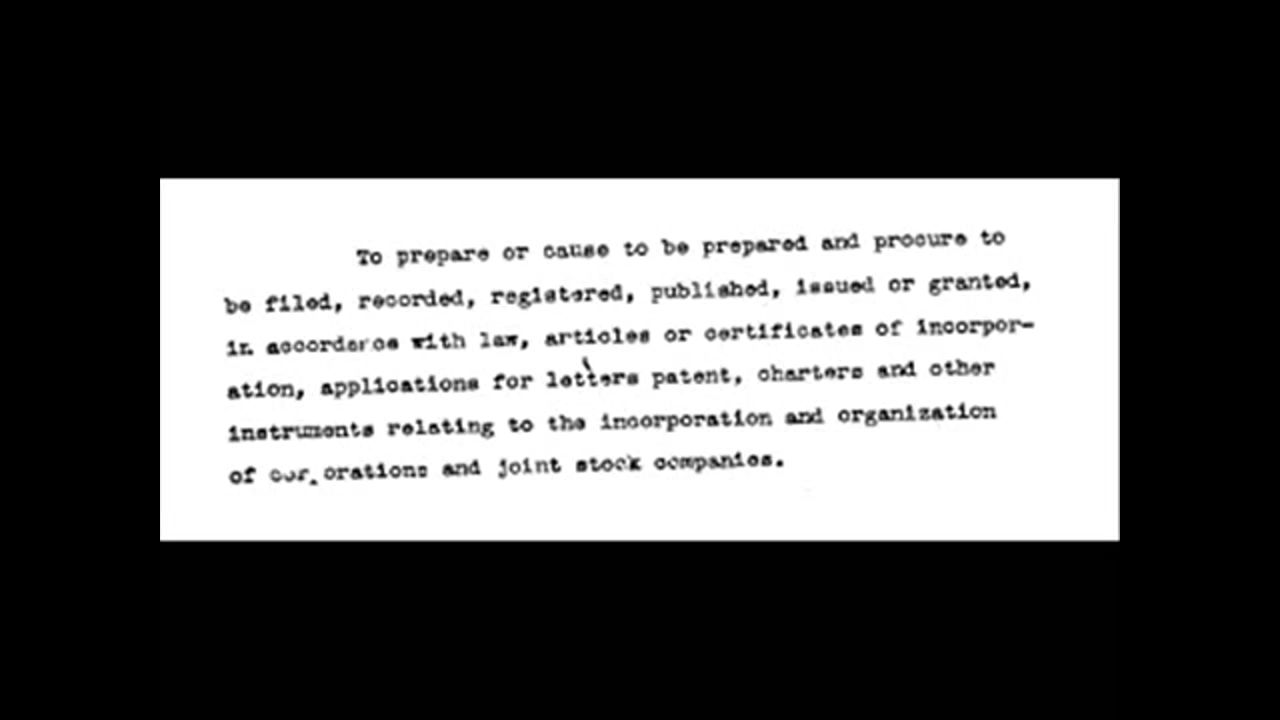 To prepare or cause to be prepared and procure to
be filed, recorded, registered, published, issued or granted,
in accordance with law, articles or certificates of incorpor-
ation, applications for letters patent, charters and other
instruments relating to the incorporation and organization
of corporations and joint stock companies.